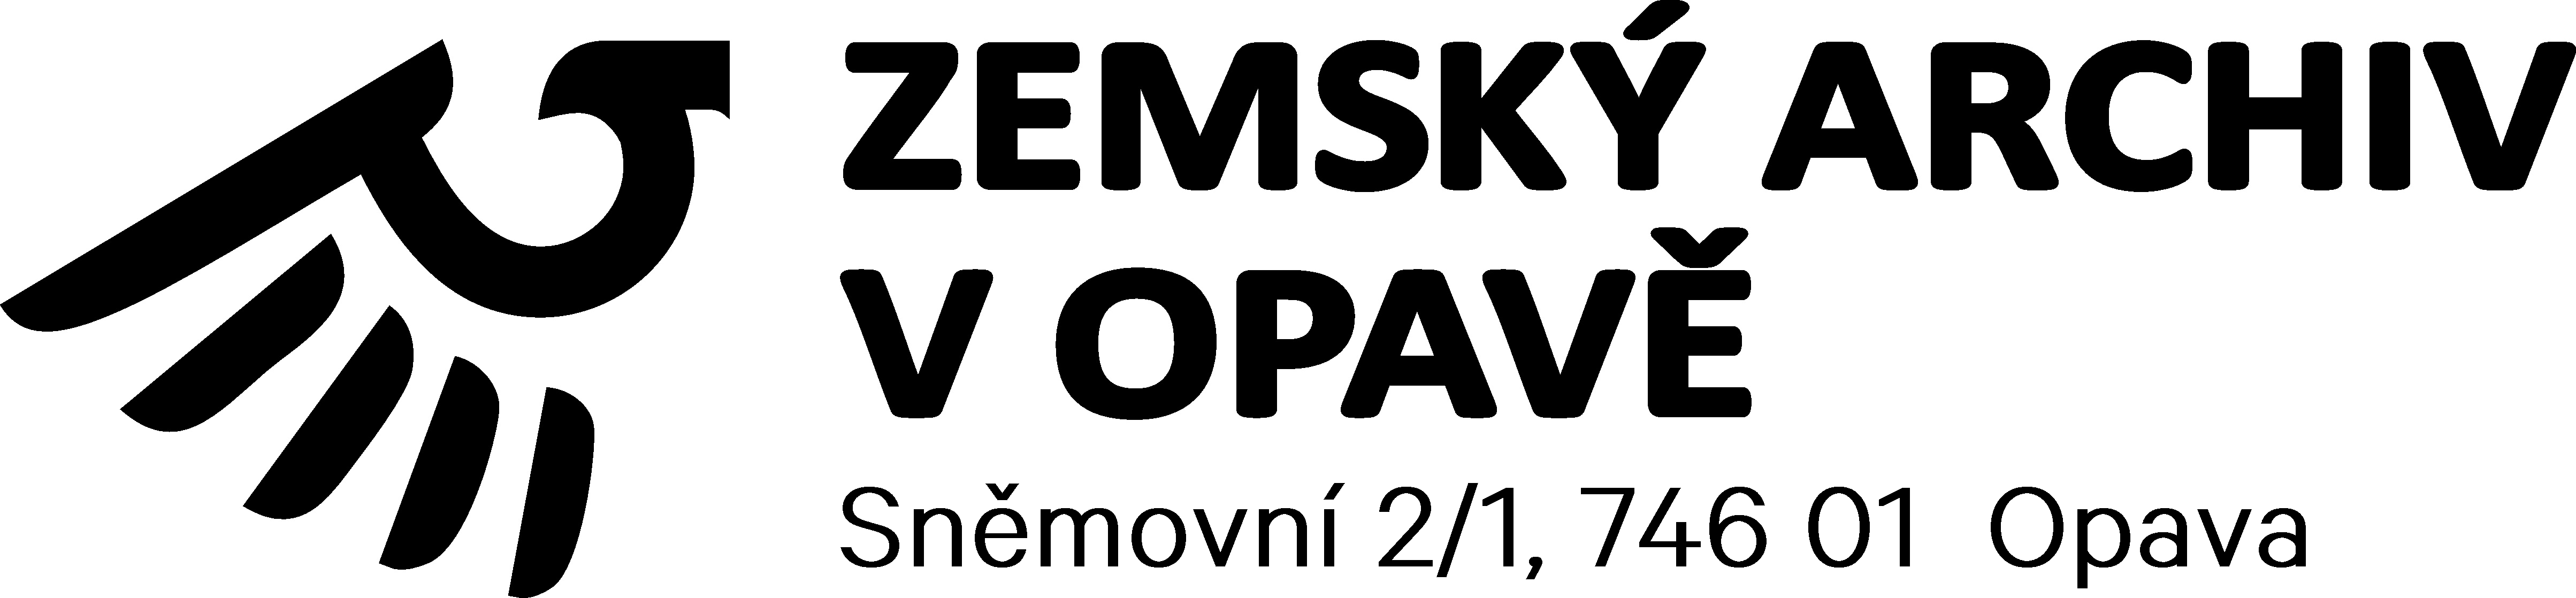 ZEMSKÝ ARCHIV
V OPAVĚ
Sněmovní 2/1, 746 01 Opava